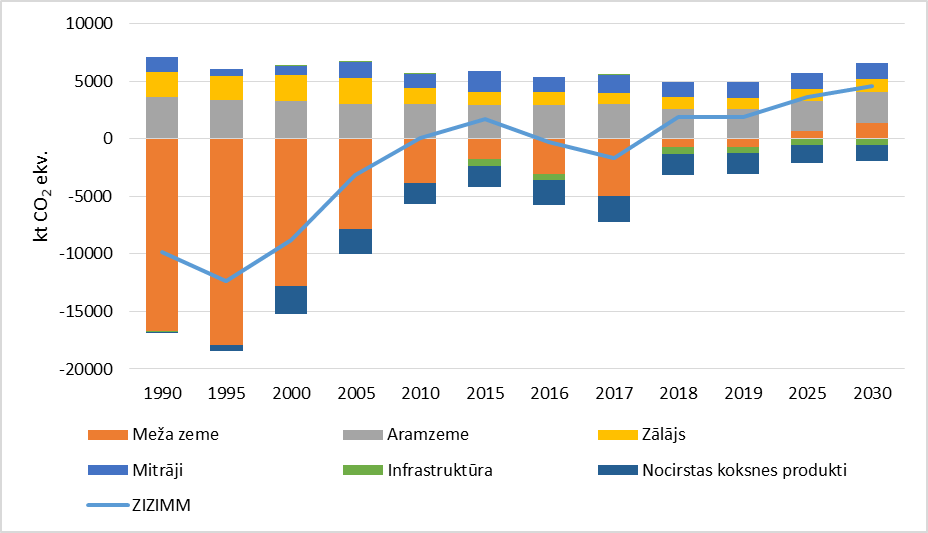 10000
5000
0
-5000
-10000
-15000
-20000
kt CO₂ ekv.
1990 1995 2000 2005 2010 2015 2016 2017 2018 2019 2025 2030
Meža zeme Aramzeme Zālājs
Mitrāji Infrastruktūra Nocirstas koksnes produkti
ZIZIMM